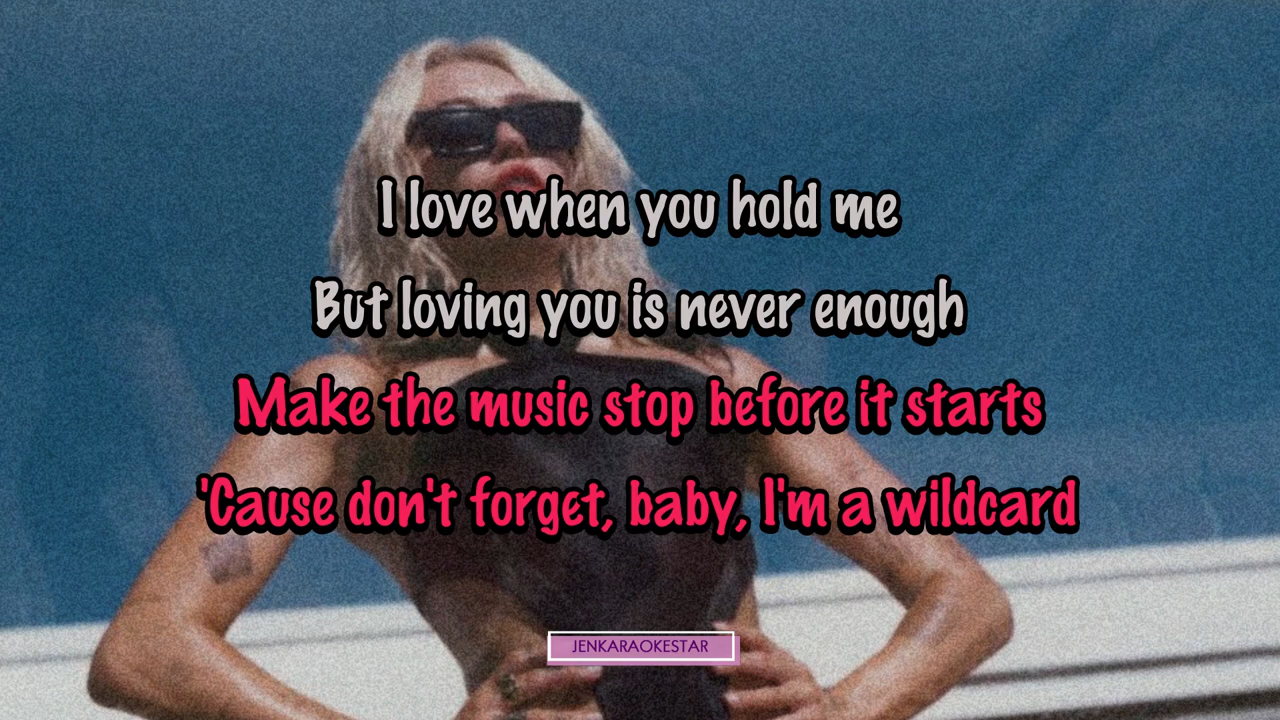 I love when you hold me
But loving you is never enough
Make the music stop before it starts
'Cause don't forget, baby, I'm a wildcard
JENKARAOKESTAR